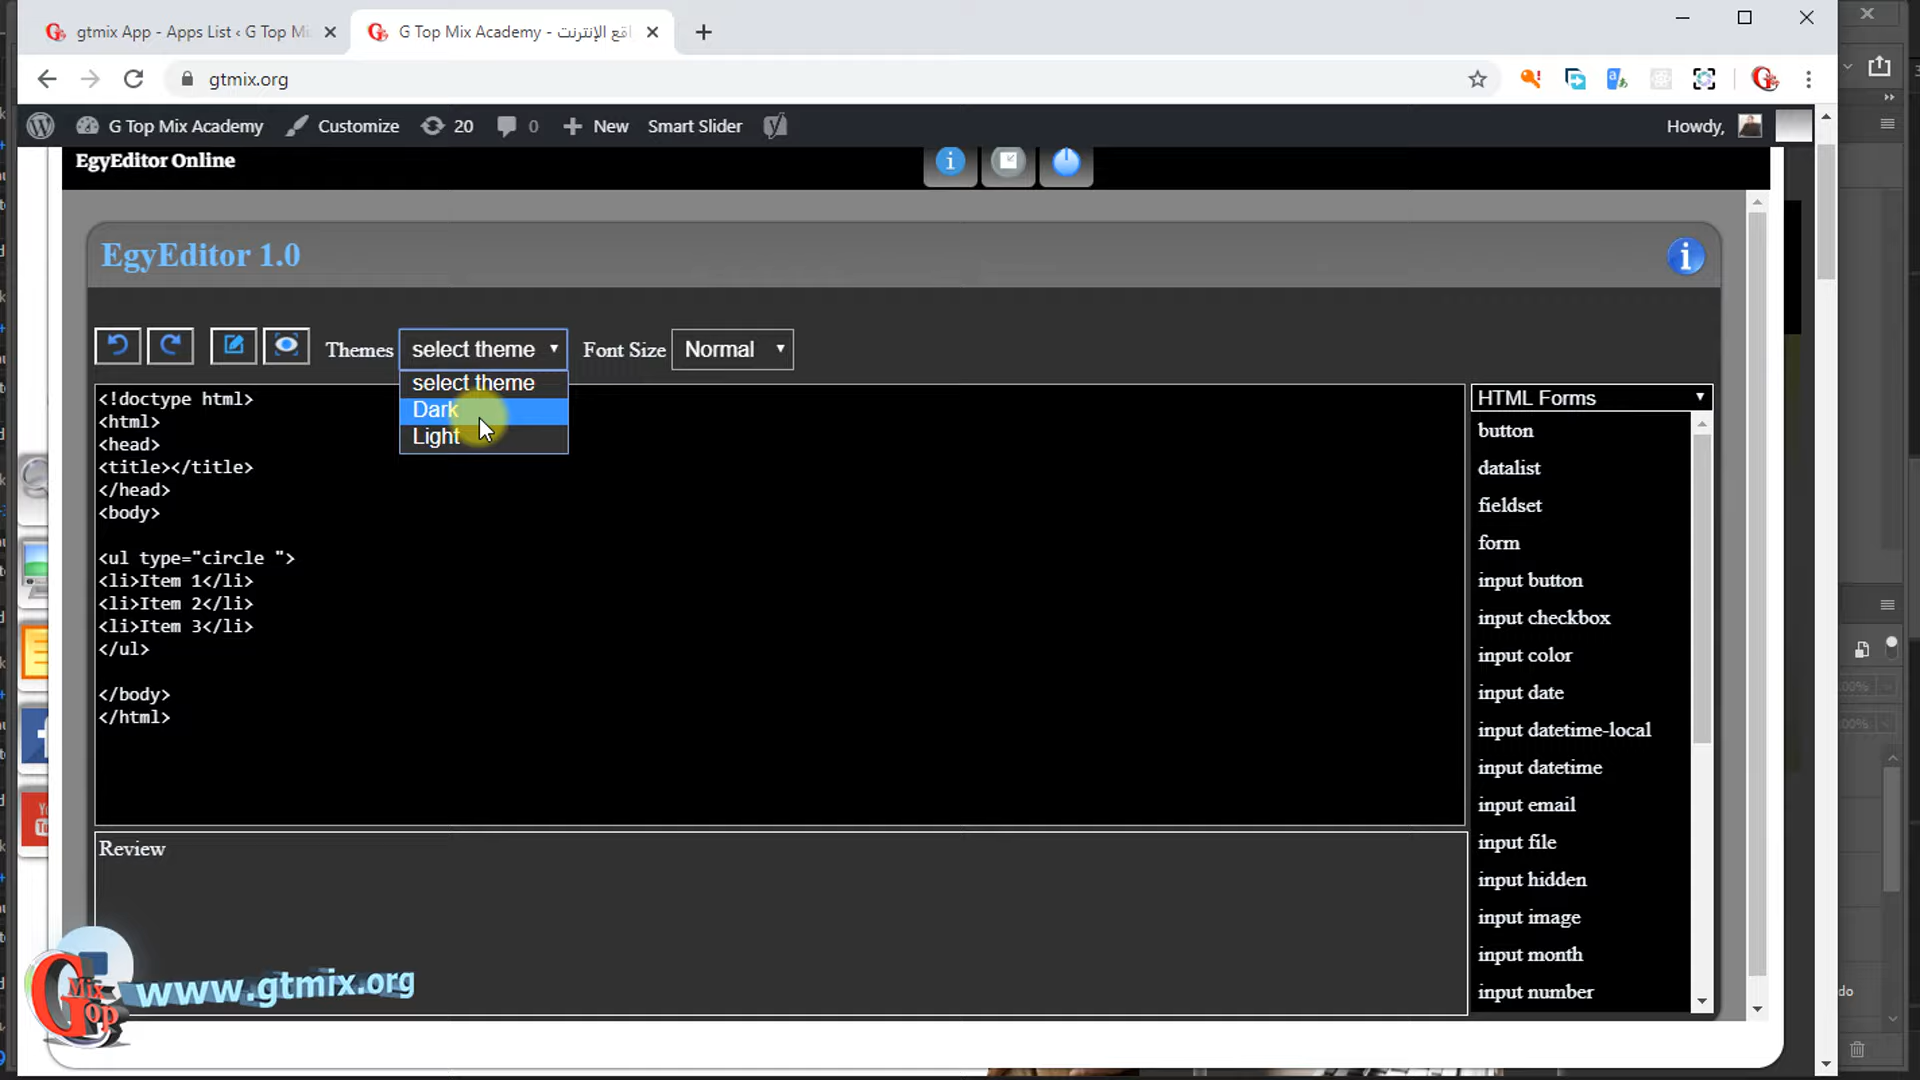 gtmix App - Apps List ‹ G Top Mi
G Top Mix Academy - واقع الإنترنت
gtmix.org
G Top Mix Academy
Customize
20
0
New
Smart Slider
Howdy,
EgyEditor Online
EgyEditor 1.0
Themes
select theme
Font Size
Normal
select theme
Dark
Light
<!doctype html>
<html>
<head>
<title></title>
</head>
<body>
<ul type="circle ">
<li>Item 1</li>
<li>Item 2</li>
<li>Item 3</li>
</ul>
</body>
</html>
HTML Forms
button
datalist
fieldset
form
input button
input checkbox
input color
input date
input datetime-local
input datetime
input email
input file
input hidden
input image
input month
input number
Review
G Mix Top
www.gtmix.org